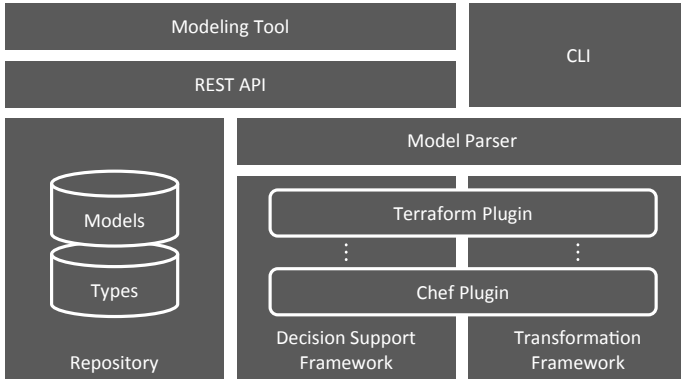 Modeling Tool
CLI
REST API
Model Parser
Models
Types
Repository
Terraform Plugin
⋮ ⋮
Chef Plugin
Decision Support
Framework
Transformation
Framework